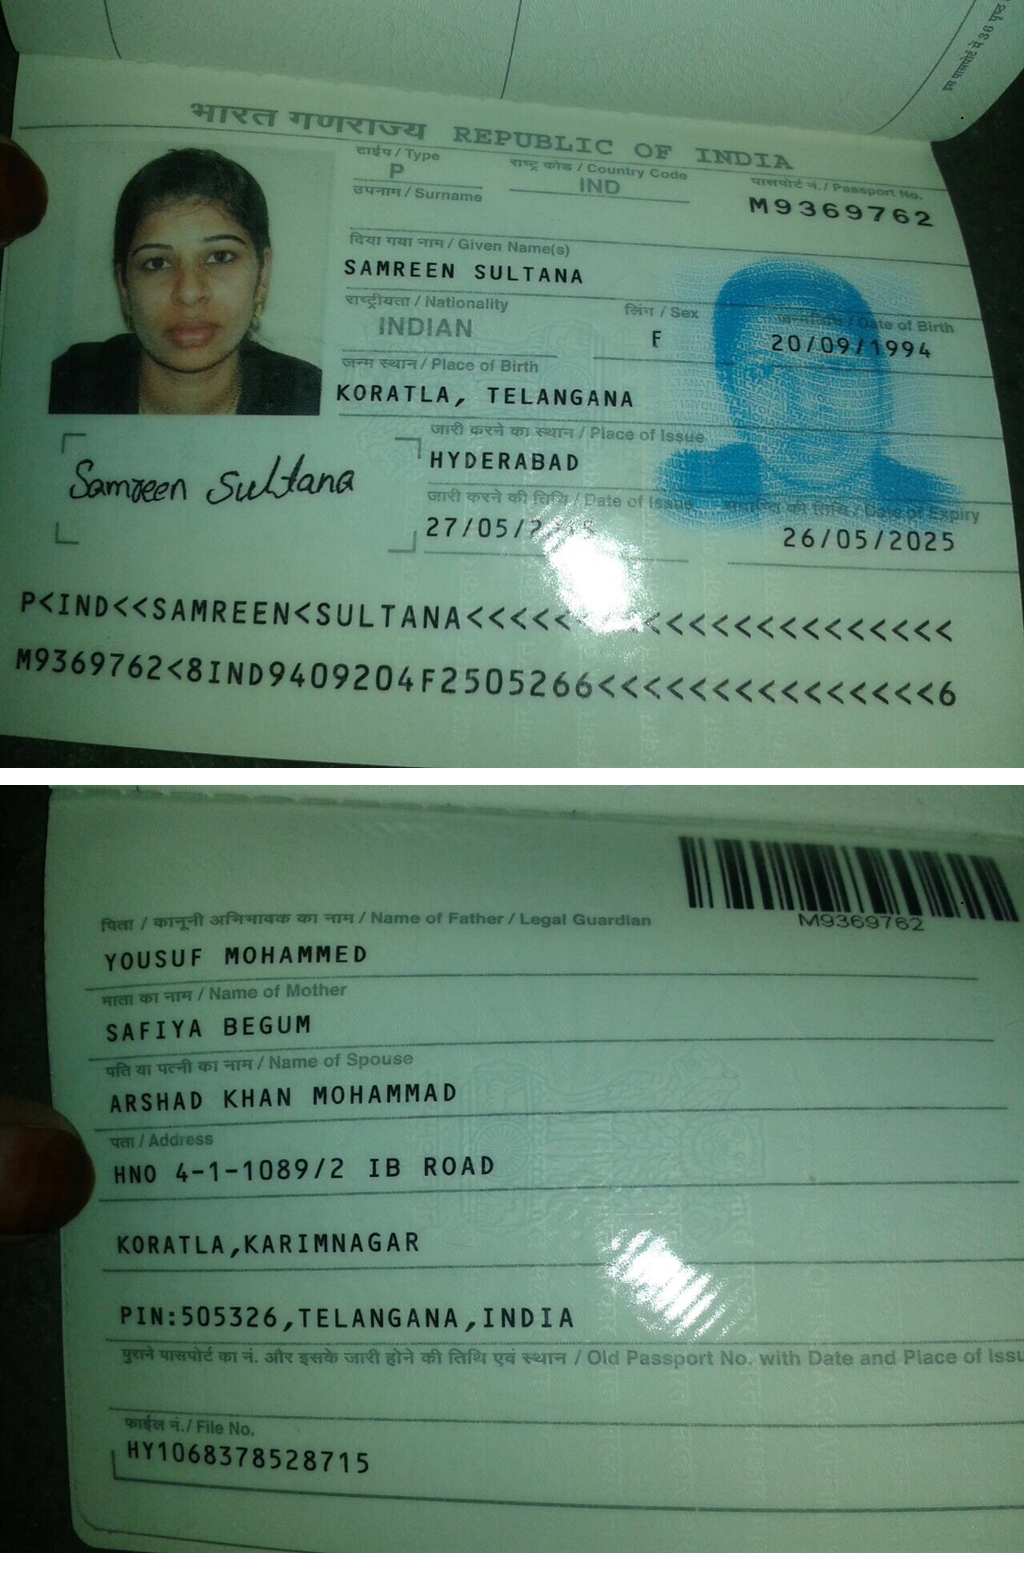 इस पासपोर्ट में 36 पृष्ठ
भारत गणराज्य REPUBLIC OF INDIA
टाईप / Type
राष्ट्र कोड / Country Code
पासपोर्ट नं. / Passport No.
P
IND
M9369762
उपनाम / Surname
दिया गया नाम / Given Name(s)
SAMREEN SULTANA
राष्ट्रीयता / Nationality
लिंग / Sex
जन्मतिथि / Date of Birth
INDIAN
F
20/09/1994
जन्म स्थान / Place of Birth
KORATLA, TELANGANA
जारी करने का स्थान / Place of Issue
HYDERABAD
Samreen Sultana
जारी करने की तिथि / Date of Issue
समाप्ति की तिथि / Date of Expiry
27/05/
26/05/2025
P<IND<<SAMREEN<SULTANA<<<<<< <<<<<<<<<<<<<<<
M9369762<8IND9409204F2505266<<<<<<<<<<<<<<<6
M9369762
पिता / कानूनी अभिभावक का नाम / Name of Father / Legal Guardian
YOUSUF MOHAMMED
माता का नाम / Name of Mother
SAFIYA BEGUM
पति या पत्नी का नाम / Name of Spouse
ARSHAD KHAN MOHAMMAD
पता / Address
HNO 4-1-1089/2 IB ROAD
KORATLA,KARIMNAGAR
PIN:505326,TELANGANA,INDIA
पुराने पासपोर्ट का नं. और इसके जारी होने की तिथि एवं स्थान / Old Passport No. with Date and Place of Issu
फाईल नं. / File No.
HY1068378528715